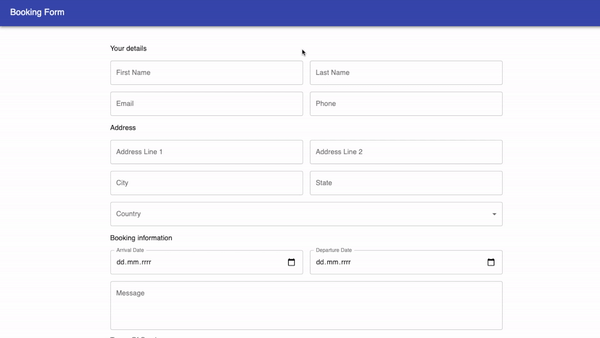 Booking Form
Your details
First Name
Last Name
Email
Phone
Address
Address Line 1
Address Line 2
City
State
Country
Booking information
Arrival Date
Departure Date
dd.mm.rrrr
dd.mm.rrrr
Message